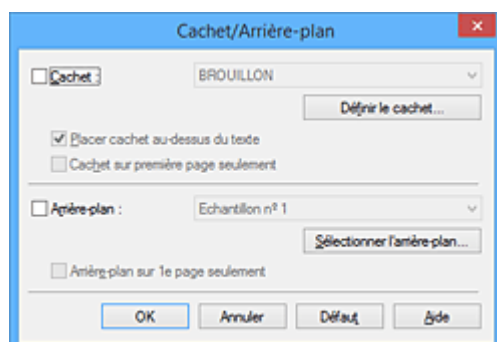 Cachet/Arrière-plan
Cachet : BROUILLON
Définir le cachet...
Placer cachet au-dessus du texte
Cachet sur première page seulement
Arrière-plan : Echantillon nº 1
Sélectionner l'arrière-plan...
Arrière-plan sur 1e page seulement
OK Annuler Défaut Aide